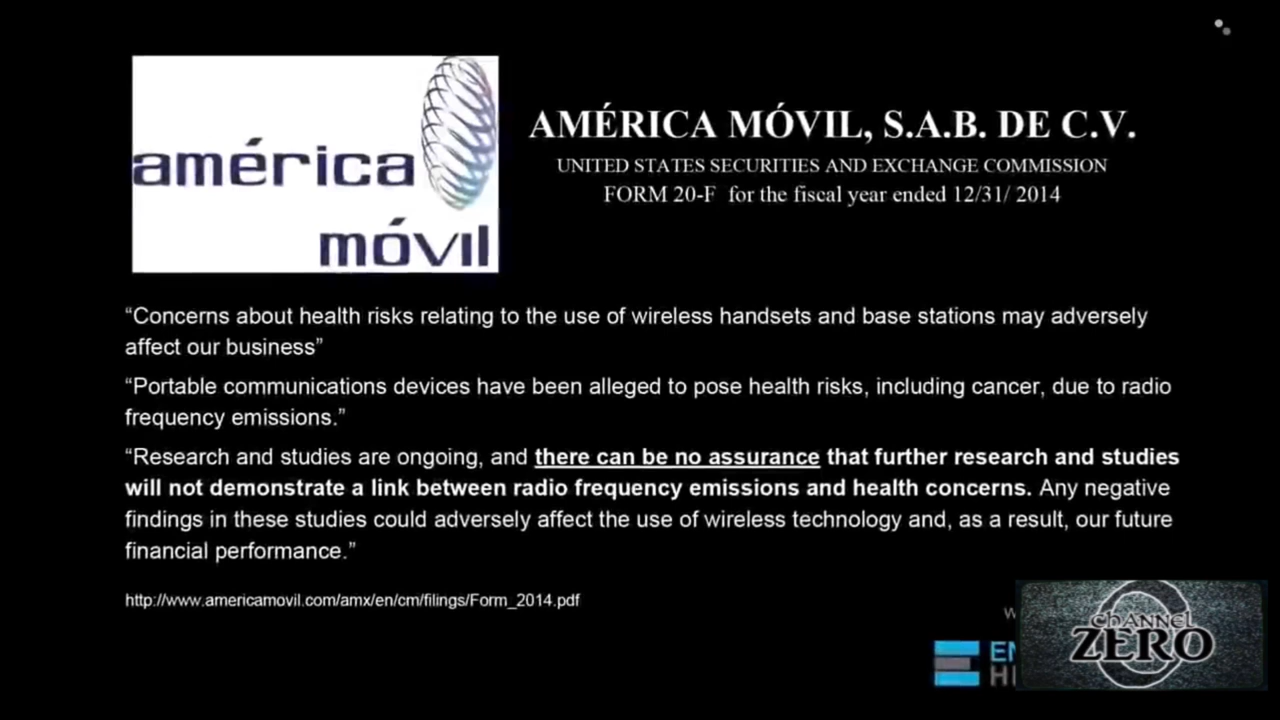 américa
móvil
AMÉRICA MÓVIL, S.A.B. DE C.V.
UNITED STATES SECURITIES AND EXCHANGE COMMISSION
FORM 20-F for the fiscal year ended 12/31/ 2014
“Concerns about health risks relating to the use of wireless handsets and base stations may adversely
affect our business”
“Portable communications devices have been alleged to pose health risks, including cancer, due to radio
frequency emissions.”
“Research and studies are ongoing, and there can be no assurance that further research and studies
will not demonstrate a link between radio frequency emissions and health concerns. Any negative
findings in these studies could adversely affect the use of wireless technology and, as a result, our future
financial performance.”
http://www.americamovil.com/amx/en/cm/filings/Form_2014.pdf
chANNEL
ZERO